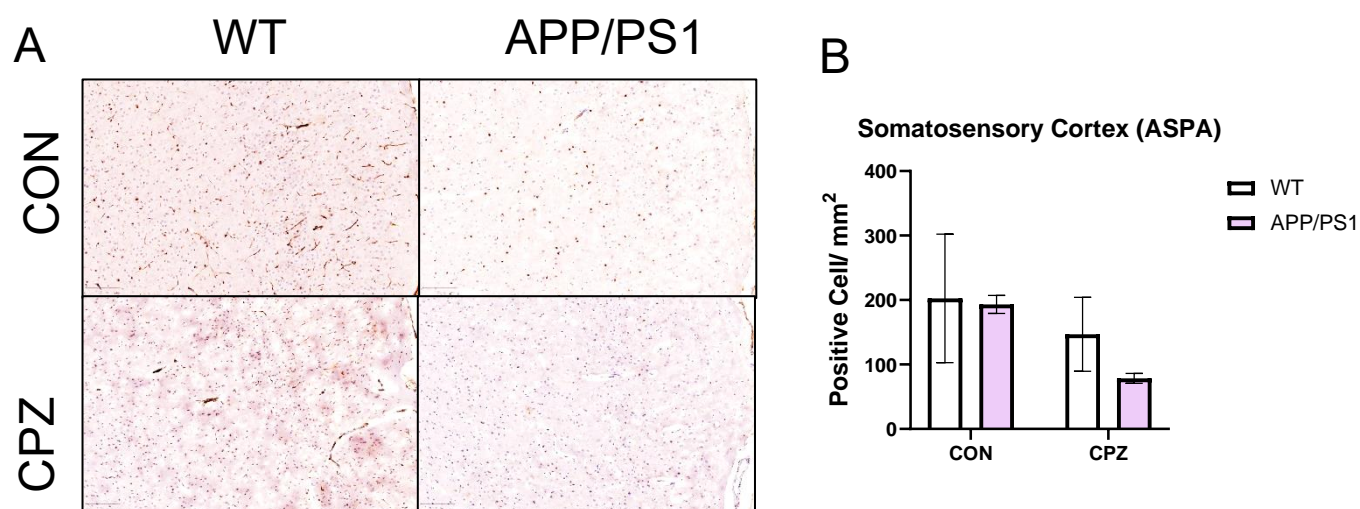 A
WT
APP/PS1
CON
CPZ
B
Somatosensory Cortex (ASPA)
Positive Cell/ mm²
400
300
200
100
0
CON
CPZ
WT
APP/PS1